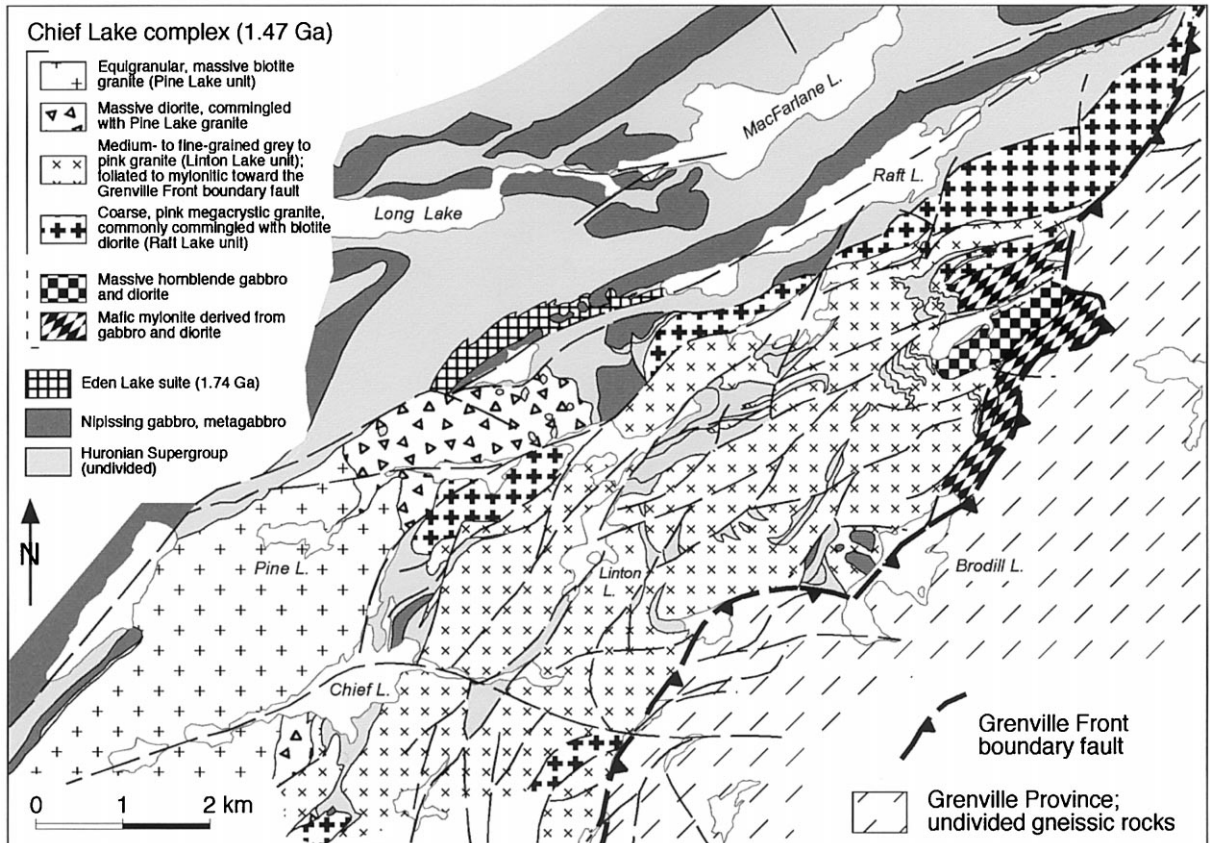 Chief Lake complex (1.47 Ga)
Equigranular, massive biotite
granite (Pine Lake unit)
Massive diorite, commingled
with Pine Lake granite
Medium- to fine-grained grey to
pink granite (Linton Lake unit);
foliated to mylonitic toward the
Grenville Front boundary fault
Coarse, pink megacrystic granite,
commonly commingled with biotite
diorite (Raft Lake unit)
Massive hornblende gabbro
and diorite
Mafic mylonite derived from
gabbro and diorite
Eden Lake suite (1.74 Ga)
Nipissing gabbro, metagabbro
Huronian Supergroup
(undivided)
N
MacFarlane L.
Raft L.
Long Lake
Pine L.
Linton
L.
Brodill L.
Chief L.
0 1 2 km
Grenville Front
boundary fault
Grenville Province;
undivided gneissic rocks